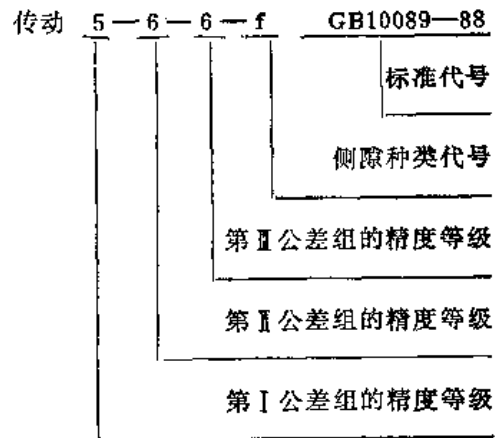 传动 5—6—6—f GB10089—88
标准代号
侧隙种类代号
第Ⅲ公差组的精度等级
第Ⅱ公差组的精度等级
第Ⅰ公差组的精度等级